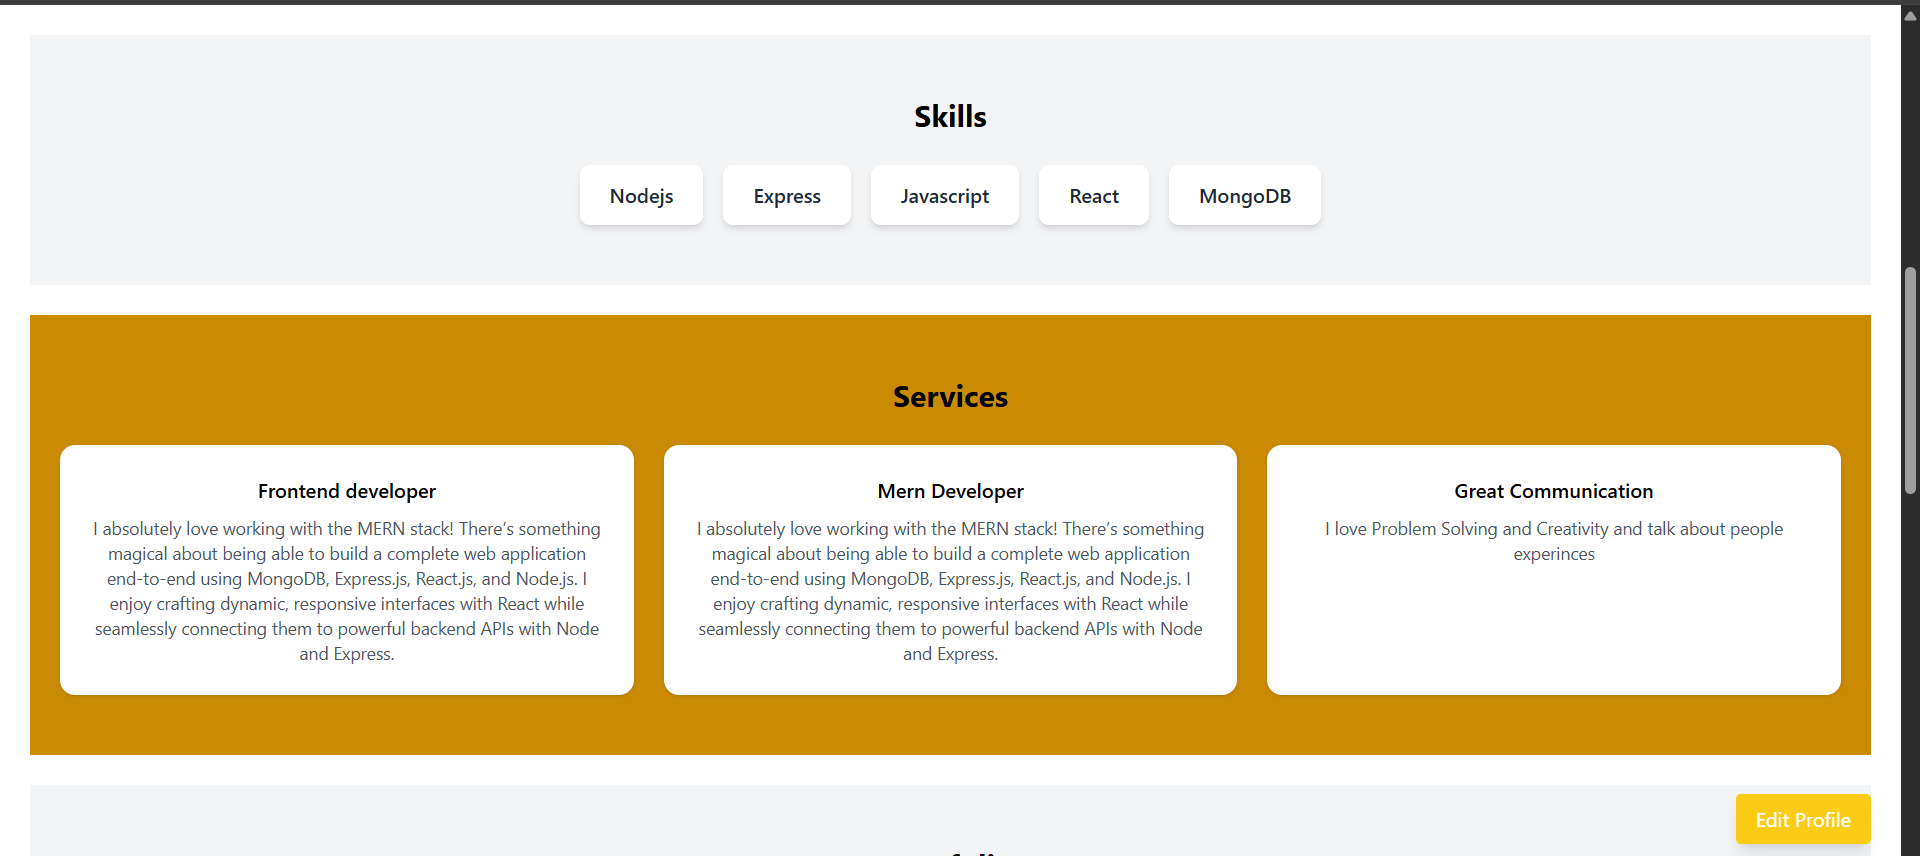 Skills
Nodejs
Express
Javascript
React
MongoDB
Services
Frontend developer
I absolutely love working with the MERN stack! There’s something
magical about being able to build a complete web application
end-to-end using MongoDB, Express.js, React.js, and Node.js. I
enjoy crafting dynamic, responsive interfaces with React while
seamlessly connecting them to powerful backend APIs with Node
and Express.
Mern Developer
I absolutely love working with the MERN stack! There’s something
magical about being able to build a complete web application
end-to-end using MongoDB, Express.js, React.js, and Node.js. I
enjoy crafting dynamic, responsive interfaces with React while
seamlessly connecting them to powerful backend APIs with Node
and Express.
Great Communication
I love Problem Solving and Creativity and talk about people
experinces
Edit Profile